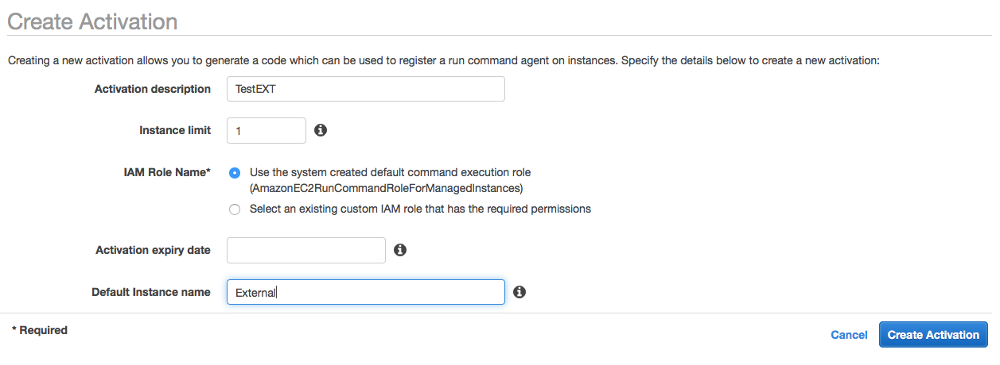 Create Activation
Creating a new activation allows you to generate a code which can be used to register a run command agent on instances. Specify the details below to create a new activation:
Activation description TestEXT
Instance limit 1
IAM Role Name* Use the system created default command execution role
(AmazonEC2RunCommandRoleForManagedInstances)
Select an existing custom IAM role that has the required permissions
Activation expiry date
Default Instance name External
* Required
Cancel Create Activation